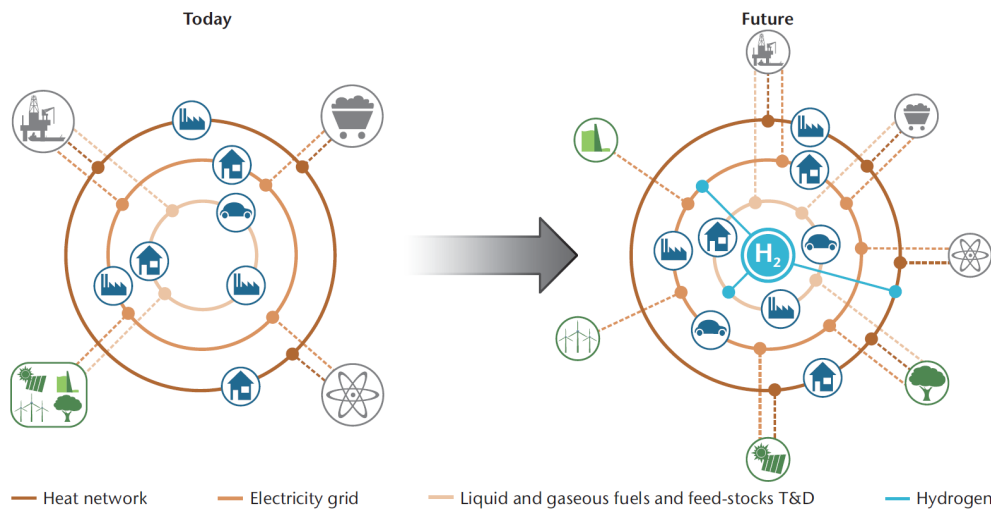 Today
Future
H₂
Heat network
Electricity grid
Liquid and gaseous fuels and feed-stocks T&D
Hydrogen